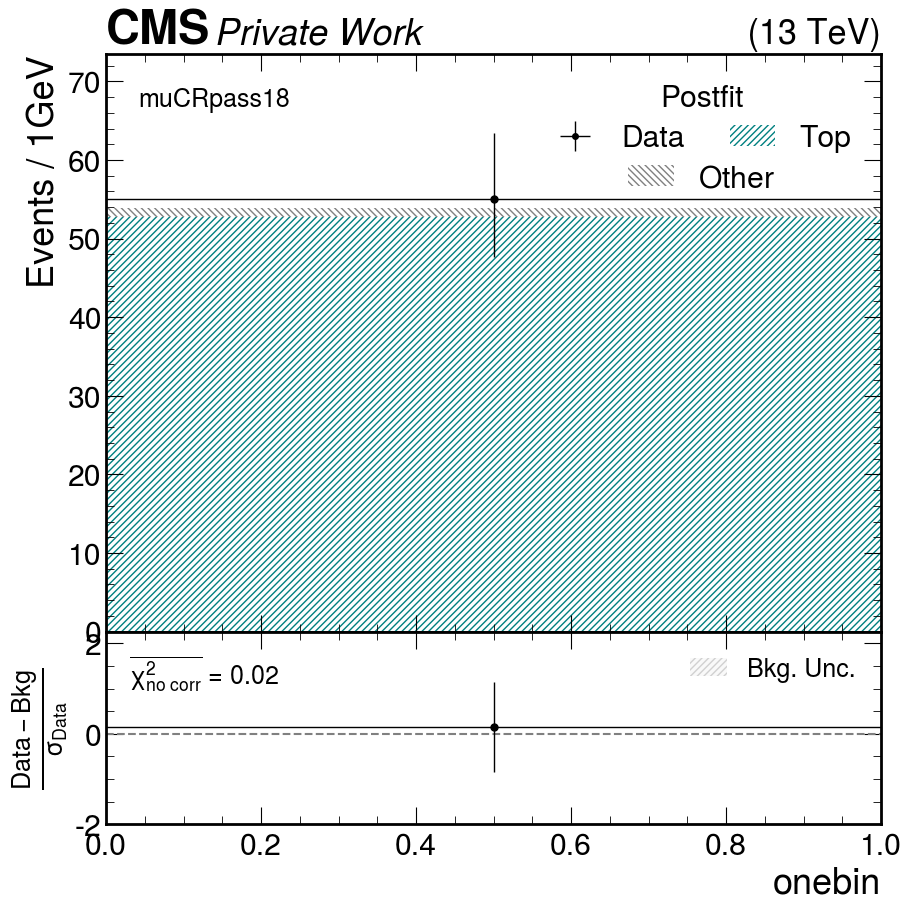 CMS Private Work (13 TeV)
Events / 1GeV
70
60
50
40
30
20
10
0
muCRpass18
Postfit
Data Top
Other
Data – Bkg
σData
2
0
-2
χ2no corr = 0.02
Bkg. Unc.
0.0 0.2 0.4 0.6 0.8 1.0
onebin